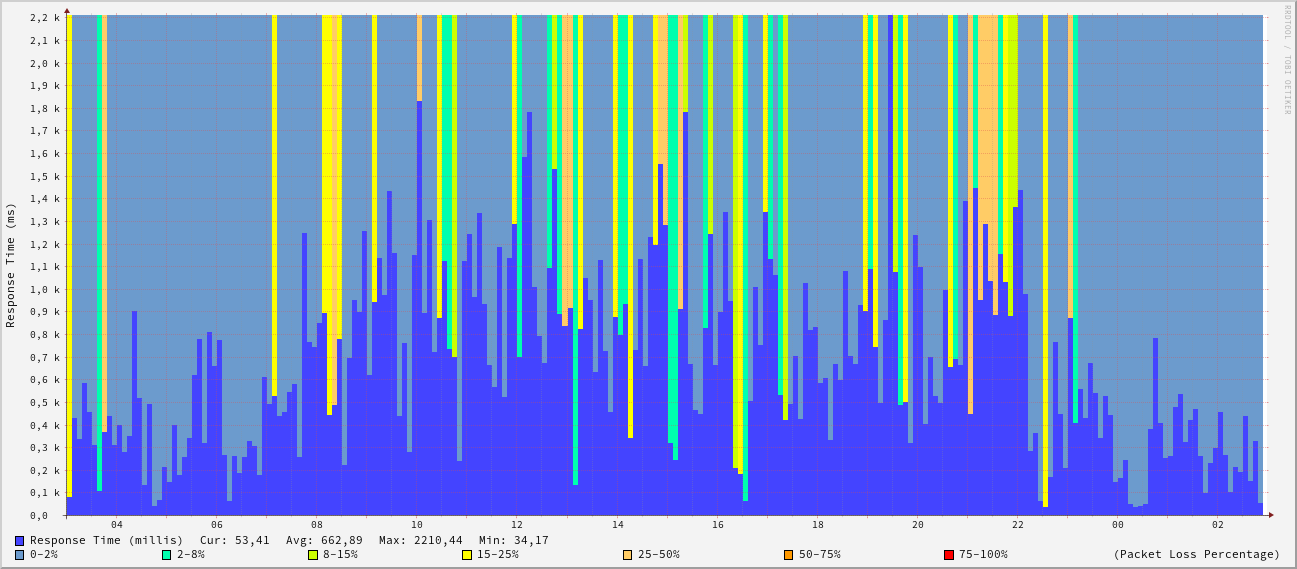 RRDTOOL / TOBI OETIKER
Response Time (ms)
2,2 k
2,1 k
2,0 k
1,9 k
1,8 k
1,7 k
1,6 k
1,5 k
1,4 k
1,3 k
1,2 k
1,1 k
1,0 k
0,9 k
0,8 k
0,7 k
0,6 k
0,5 k
0,4 k
0,3 k
0,2 k
0,1 k
0,0
04 06 08 10 12 14 16 18 20 22 00 02
Response Time (millis) Cur: 53,41 Avg: 662,89 Max: 2210,44 Min: 34,17
0-2% 2-8% 8-15% 15-25% 25-50% 50-75% 75-100% (Packet Loss Percentage)